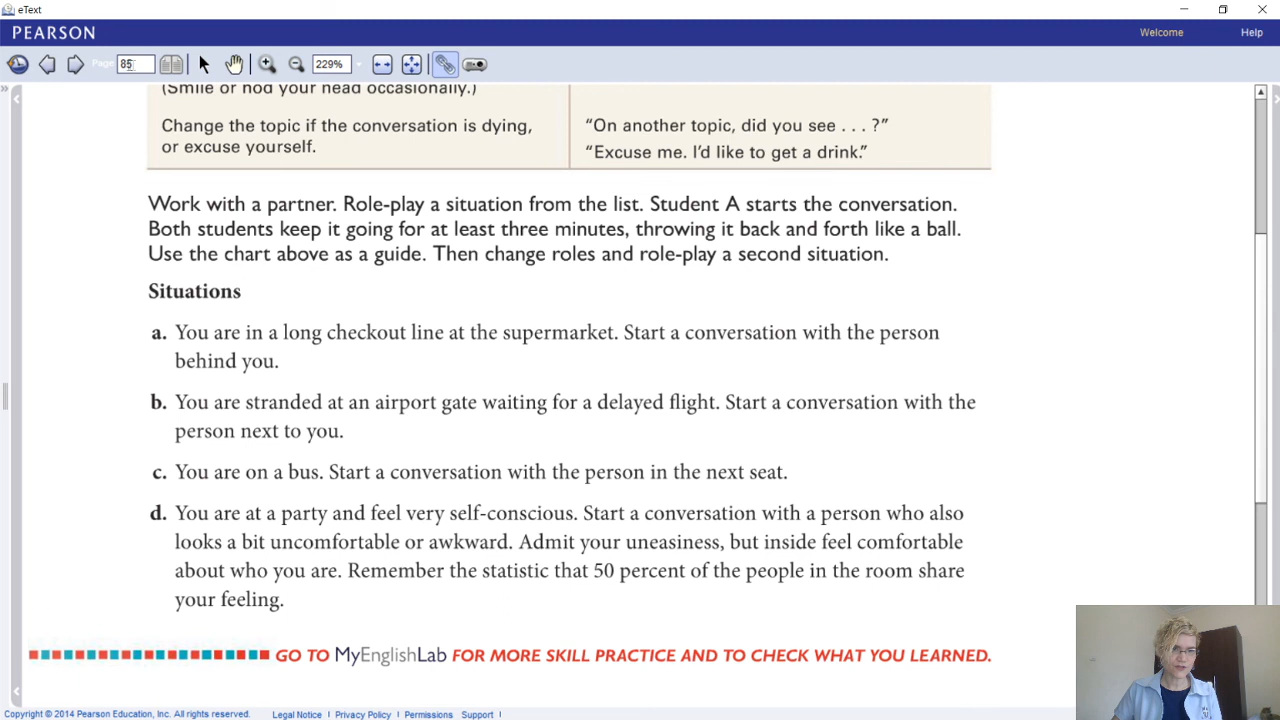 eText
PEARSON
Welcome
Help
Page
85
229%
(Smile or nod your head occasionally.)
Change the topic if the conversation is dying,
or excuse yourself.
“On another topic, did you see . . . ?”
“Excuse me. I’d like to get a drink.”
Work with a partner. Role-play a situation from the list. Student A starts the conversation.
Both students keep it going for at least three minutes, throwing it back and forth like a ball.
Use the chart above as a guide. Then change roles and role-play a second situation.
Situations
a. You are in a long checkout line at the supermarket. Start a conversation with the person
behind you.
b. You are stranded at an airport gate waiting for a delayed flight. Start a conversation with the
person next to you.
c. You are on a bus. Start a conversation with the person in the next seat.
d. You are at a party and feel very self-conscious. Start a conversation with a person who also
looks a bit uncomfortable or awkward. Admit your uneasiness, but inside feel comfortable
about who you are. Remember the statistic that 50 percent of the people in the room share
your feeling.
GO TO MyEnglishLab FOR MORE SKILL PRACTICE AND TO CHECK WHAT YOU LEARNED.
Copyright © 2014 Pearson Education, Inc. All rights reserved. Legal Notice | Privacy Policy | Permissions Support |